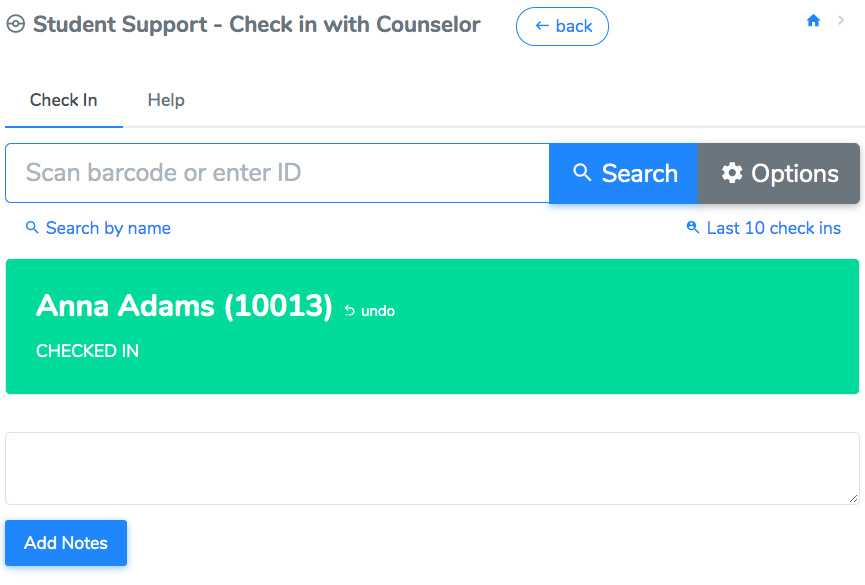 Student Support - Check in with Counselor
← back
Check In
Help
Scan barcode or enter ID
Search
Options
Search by name
Last 10 check ins
Anna Adams (10013)
undo
CHECKED IN
Add Notes